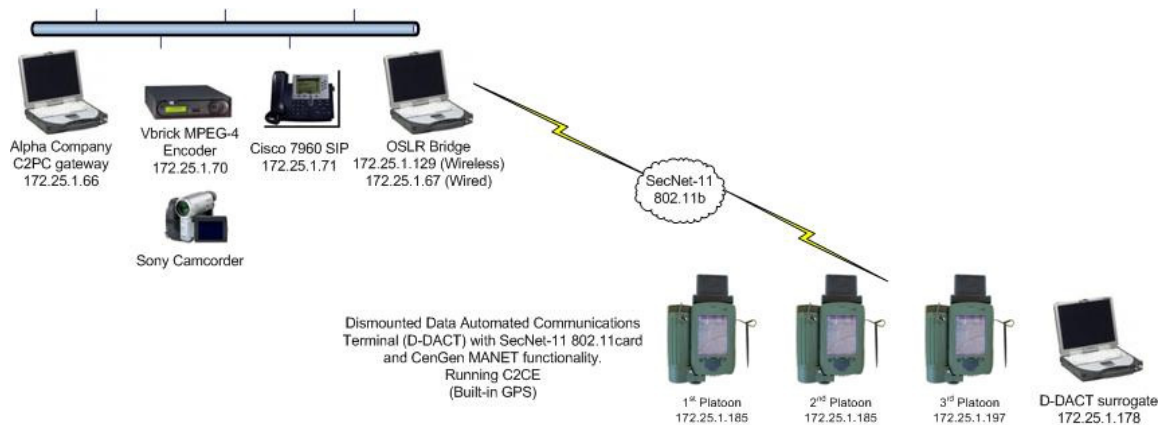 Alpha Company
C2PC gateway
172.25.1.66
Vbrick MPEG-4
Encoder
172.25.1.70
Cisco 7960 SIP
172.25.1.71
OSLR Bridge
172.25.1.129 (Wireless)
172.25.1.67 (Wired)
Sony Camcorder
SecNet-11
802.11b
Dismounted Data Automated Communications
Terminal (D-DACT) with SecNet-11 802.11card
and CenGen MANET functionality.
Running C2CE
(Built-in GPS)
1st Platoon
172.25.1.185
2nd Platoon
172.25.1.185
3rd Platoon
172.25.1.197
D-DACT surrogate
172.25.1.178